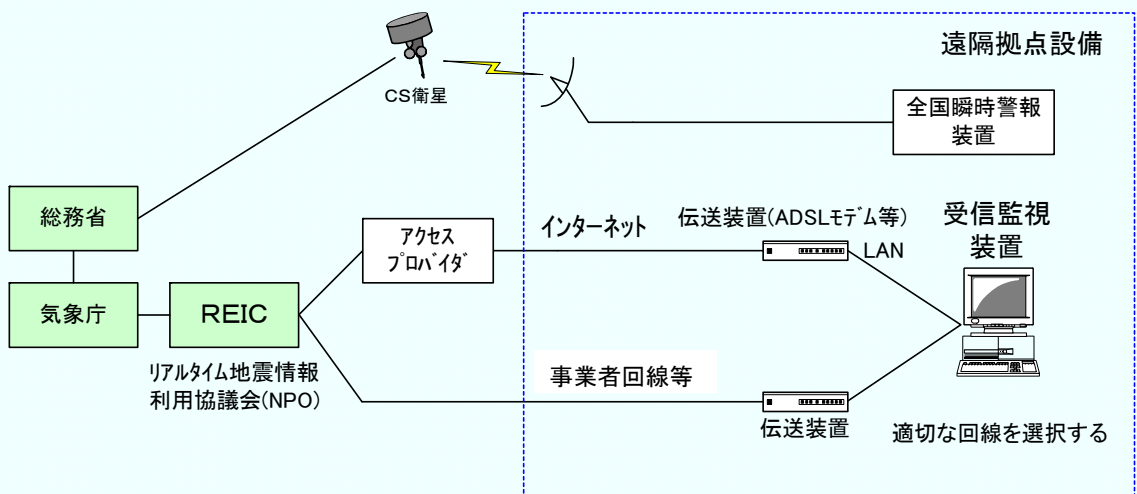 遠隔拠点設備
CS衛星
全国瞬時警報
装置
総務省
アクセス
プロバイダ
インターネット
伝送装置(ADSLモデム等)
LAN
受信監視
装置
気象庁
REIC
リアルタイム地震情報
利用協議会(NPO)
事業者回線等
伝送装置
適切な回線を選択する